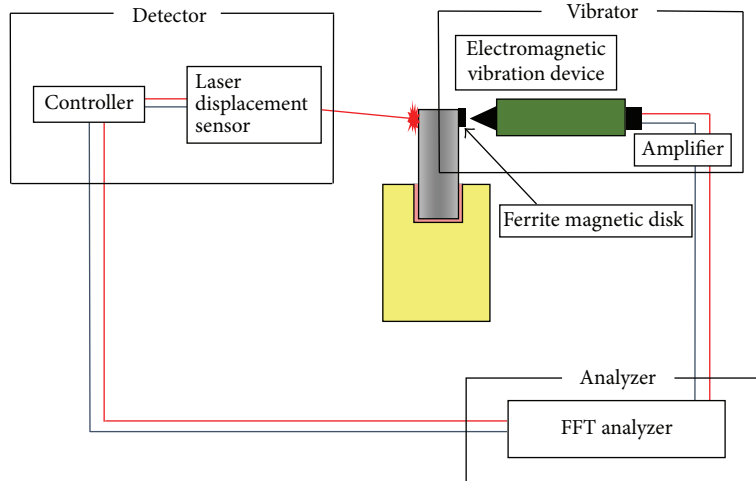 Detector
Controller
Laser
displacement
sensor
Vibrator
Electromagnetic
vibration device
Amplifier
Ferrite magnetic disk
Analyzer
FFT analyzer